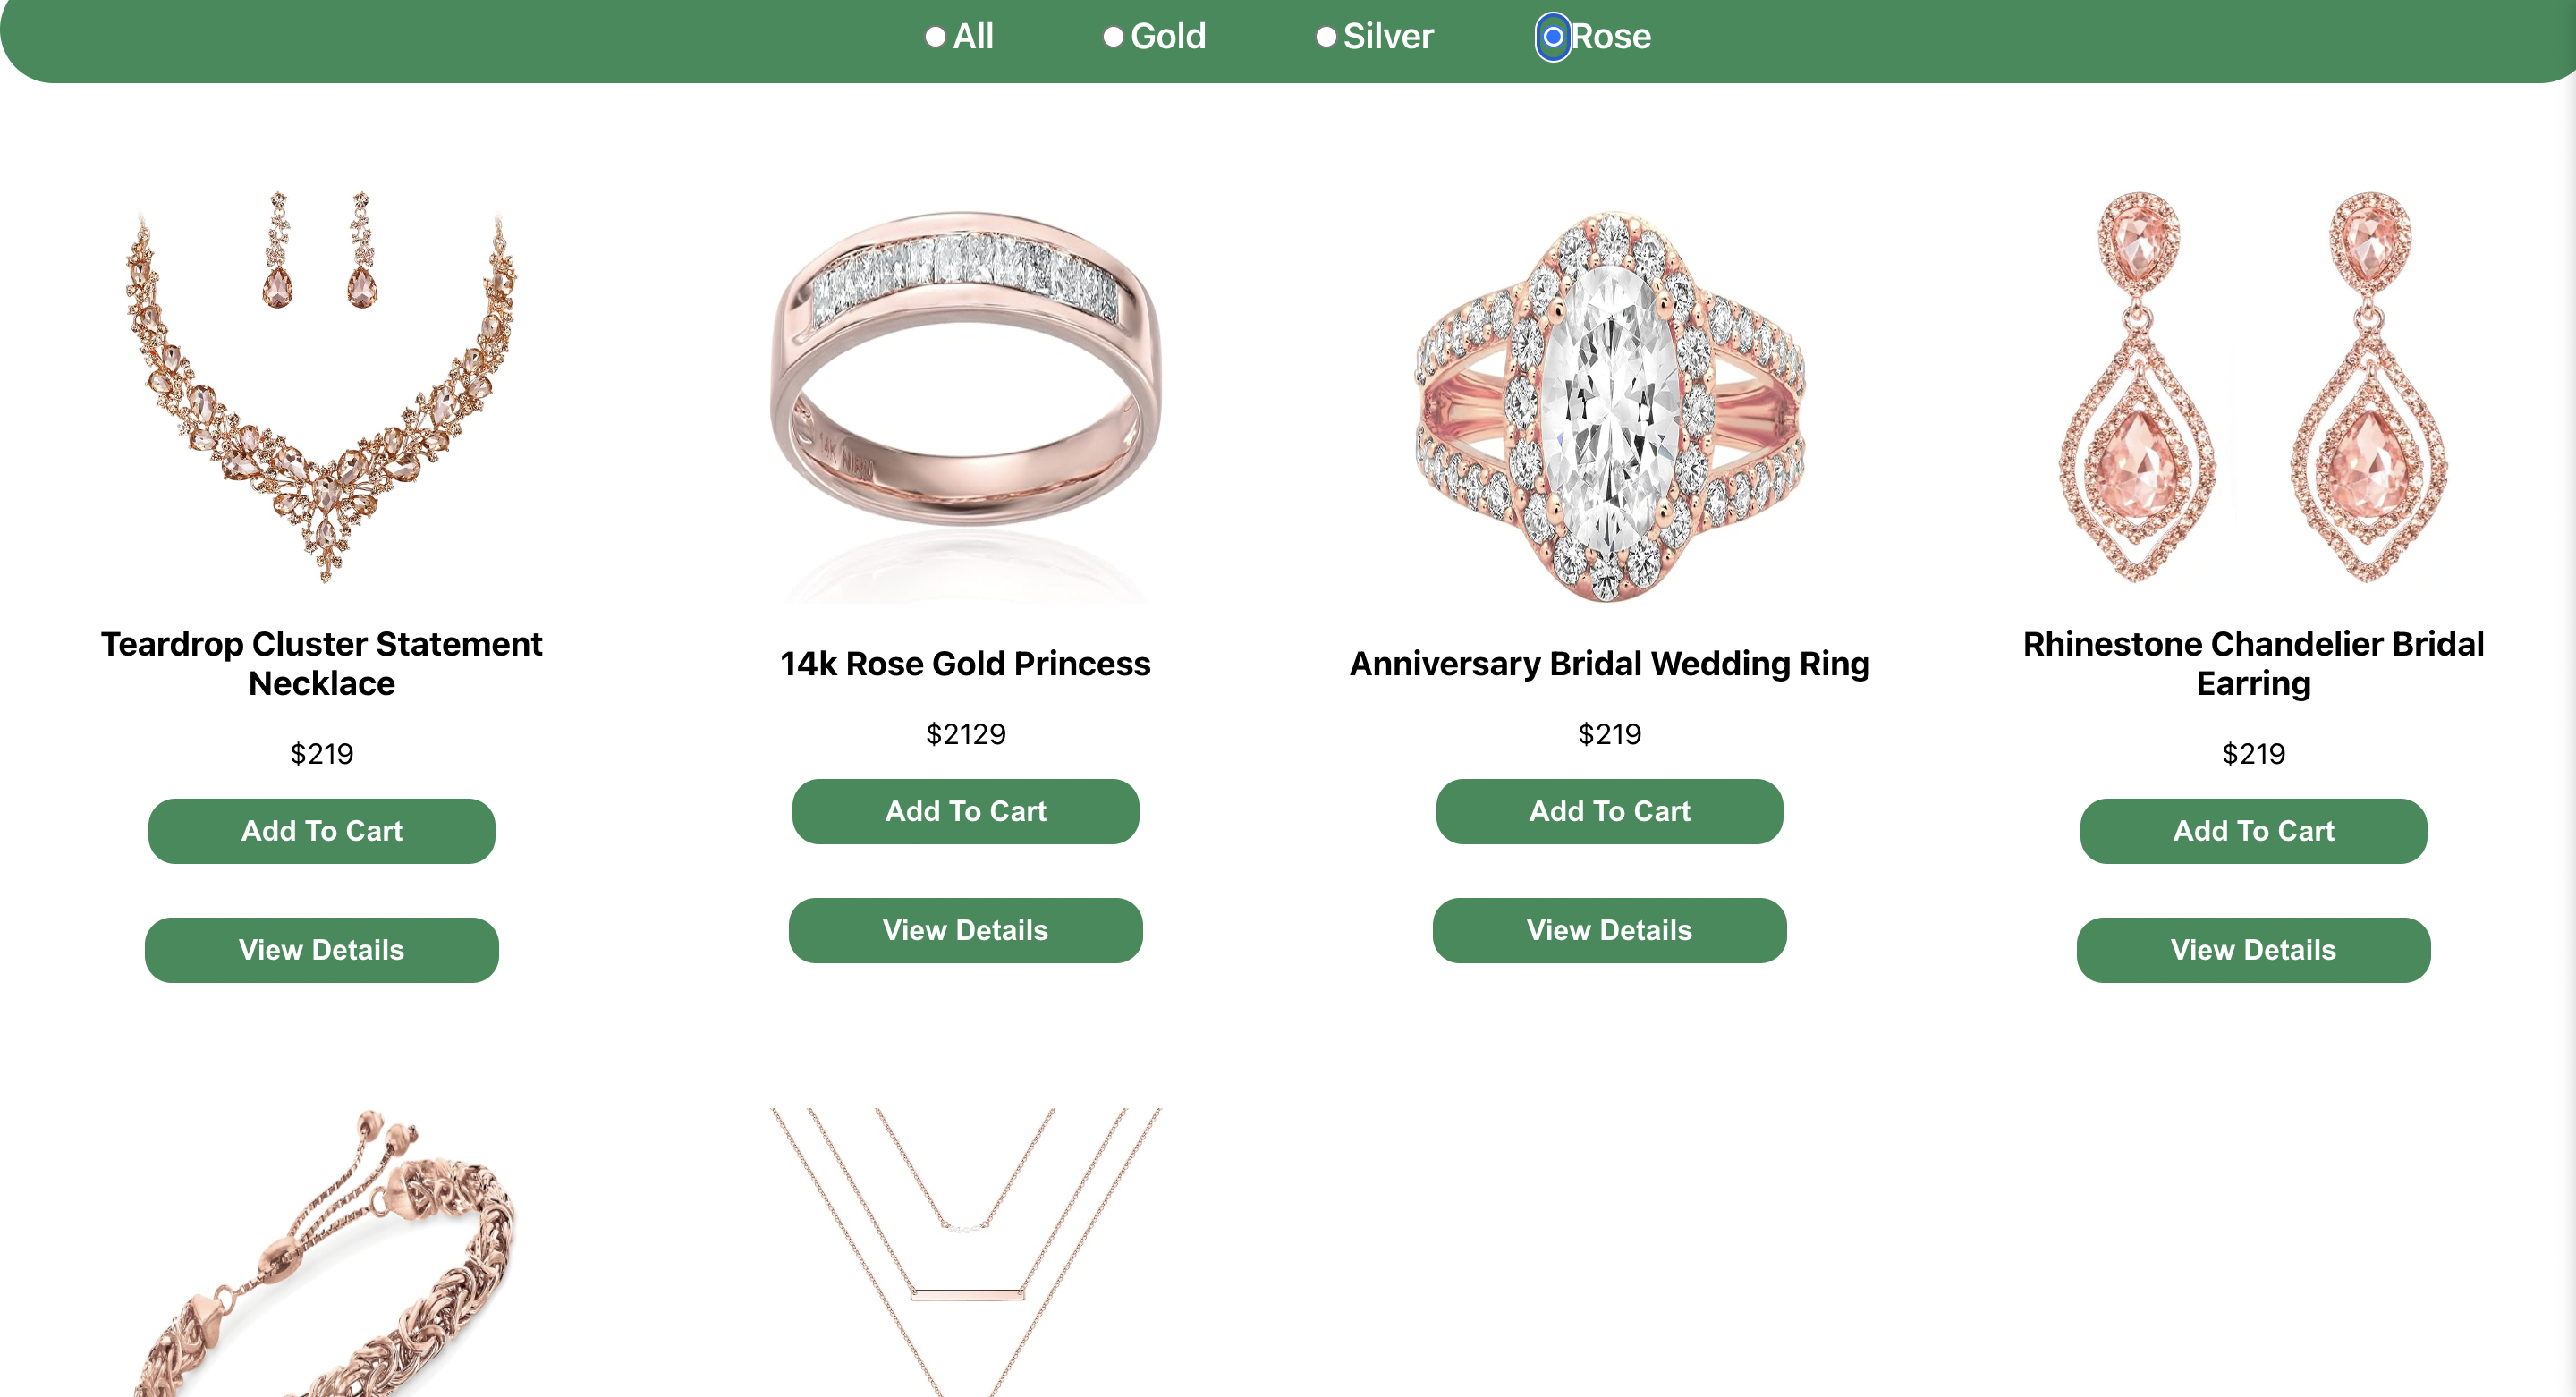 All
Gold
Silver
Rose
Teardrop Cluster Statement
Necklace
$219
Add To Cart
View Details
14k Rose Gold Princess
$2129
Add To Cart
View Details
Anniversary Bridal Wedding Ring
$219
Add To Cart
View Details
Rhinestone Chandelier Bridal
Earring
$219
Add To Cart
View Details